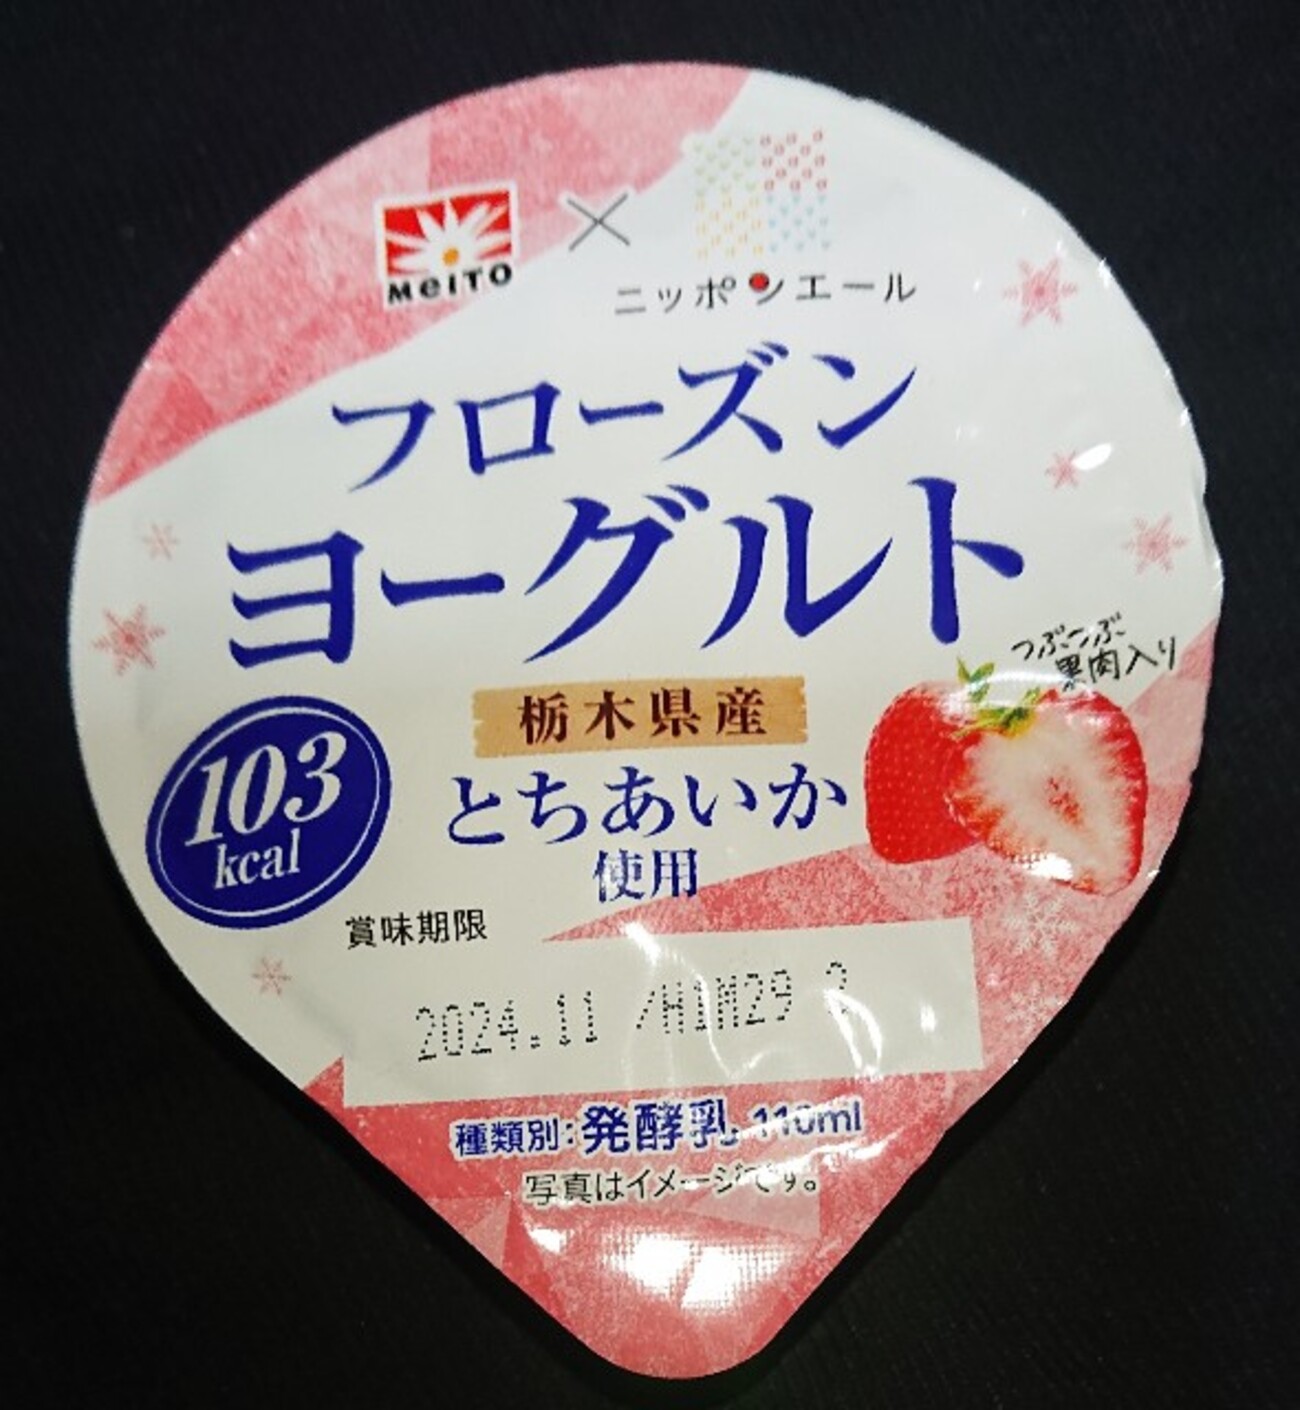 MeITO × ニッポンエール
フローズン
ヨーグルト
つぶつぶ
果肉入り
栃木県産
とちあいか
使用
103
kcal
賞味期限
2024.11 /H1M29 3
種類別:発酵乳 110ml
写真はイメージです。